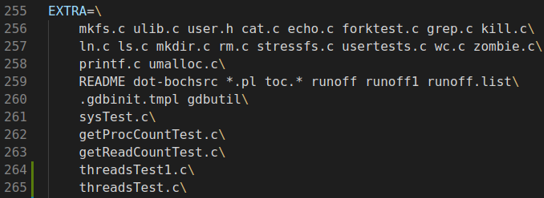 255 EXTRA=\
256 mkfs.c ulib.c user.h cat.c echo.c forktest.c grep.c kill.c\
257 ln.c ls.c mkdir.c rm.c stressfs.c usertests.c wc.c zombie.c\
258 printf.c umalloc.c\
259 README dot-bochsrc *.pl toc.* runoff runoff1 runoff.list\
260 .gdbinit.tmpl gdbutil\
261 sysTest.c\
262 getProcCountTest.c\
263 getReadCountTest.c\
264 threadsTest1.c\
265 threadsTest.c\